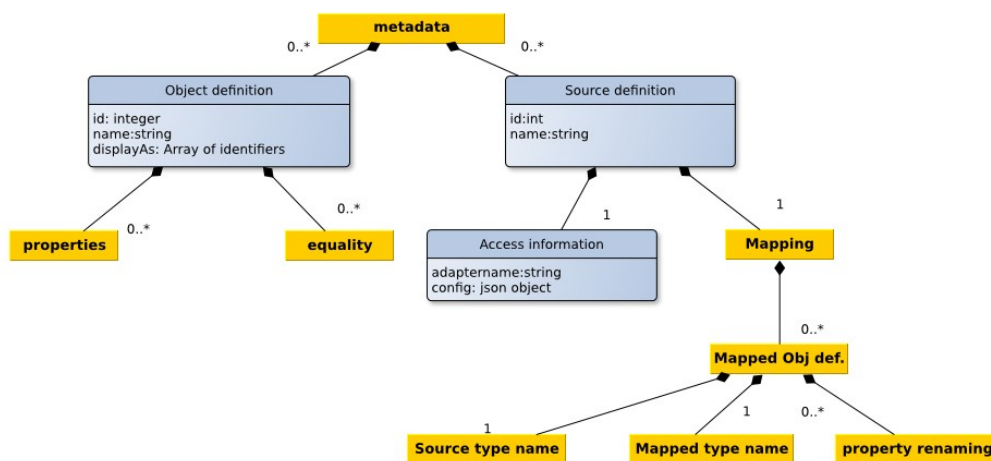 metadata
0..*
0..*
Object definition
id: integer
name:string
displayAs: Array of identifiers
Source definition
id:int
name:string
0..*
0..*
1
1
properties
equality
Access information
adaptername:string
config: json object
Mapping
0..*
Mapped Obj def.
1
1
0..*
Source type name
Mapped type name
property renaming